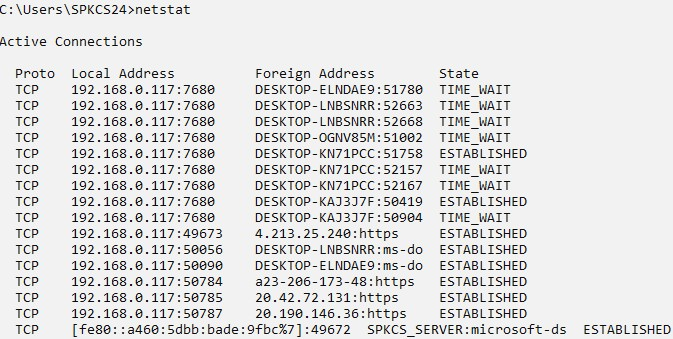 C:\Users\SPKCS24>netstat
Active Connections
Proto  Local Address          Foreign Address        State
TCP    192.168.0.117:7680     DESKTOP-ELNDAE9:51780  TIME_WAIT
TCP    192.168.0.117:7680     DESKTOP-LNBSNRR:52663  TIME_WAIT
TCP    192.168.0.117:7680     DESKTOP-LNBSNRR:52668  TIME_WAIT
TCP    192.168.0.117:7680     DESKTOP-OGNV85M:51002  TIME_WAIT
TCP    192.168.0.117:7680     DESKTOP-KN71PCC:51758  ESTABLISHED
TCP    192.168.0.117:7680     DESKTOP-KN71PCC:52157  TIME_WAIT
TCP    192.168.0.117:7680     DESKTOP-KN71PCC:52167  TIME_WAIT
TCP    192.168.0.117:7680     DESKTOP-KAJ3J7F:50419  ESTABLISHED
TCP    192.168.0.117:7680     DESKTOP-KAJ3J7F:50904  TIME_WAIT
TCP    192.168.0.117:49673    4.213.25.240:https     ESTABLISHED
TCP    192.168.0.117:50056    DESKTOP-LNBSNRR:ms-do  ESTABLISHED
TCP    192.168.0.117:50090    DESKTOP-ELNDAE9:ms-do  ESTABLISHED
TCP    192.168.0.117:50784    a23-206-173-48:https   ESTABLISHED
TCP    192.168.0.117:50785    20.42.72.131:https     ESTABLISHED
TCP    192.168.0.117:50787    20.190.146.36:https    ESTABLISHED
TCP    [fe80::a460:5dbb:bade:9fbc%7]:49672  SPKCS_SERVER:microsoft-ds  ESTABLISHED